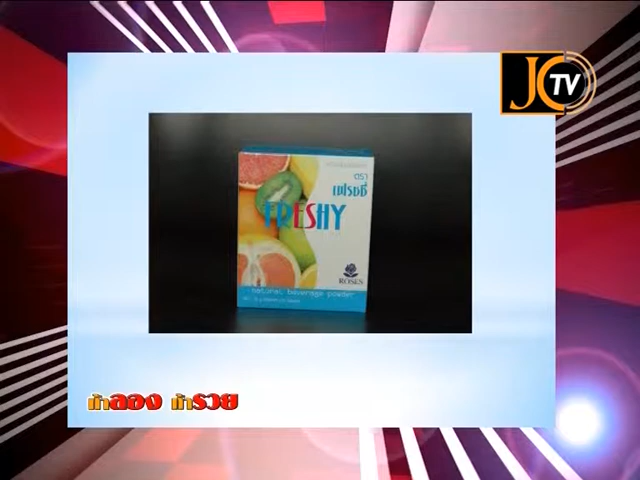 JC TV
ตรา
เฟรชชี่
FRESHY
ROSES
natural beverage powder
ท้าลอง ท้ารวย